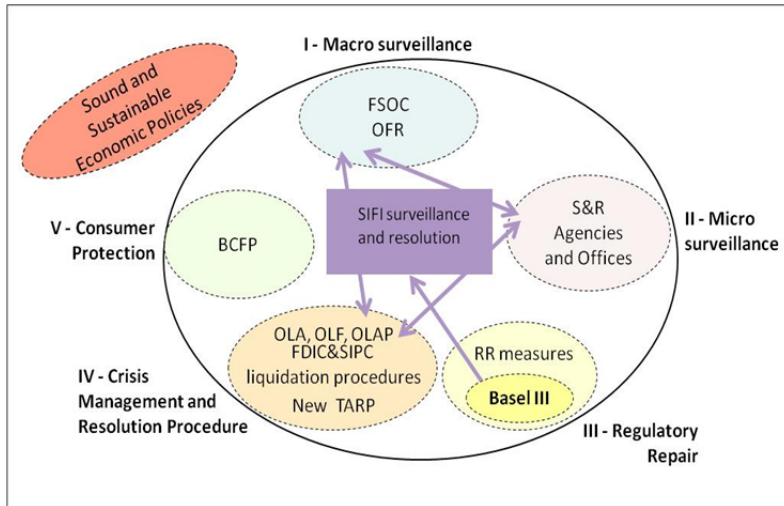 I - Macro surveillance
Sound and
Sustainable
Economic Policies
FSOC
OFR
SIFI surveillance
and resolution
S&R
Agencies
and Offices
II - Micro
surveillance
V - Consumer
Protection
BCFP
OLA, OLF, OLAP
FDIC&SIPC
liquidation procedures
New TARP
RR measures
Basel III
IV - Crisis
Management and
Resolution Procedure
III - Regulatory
Repair